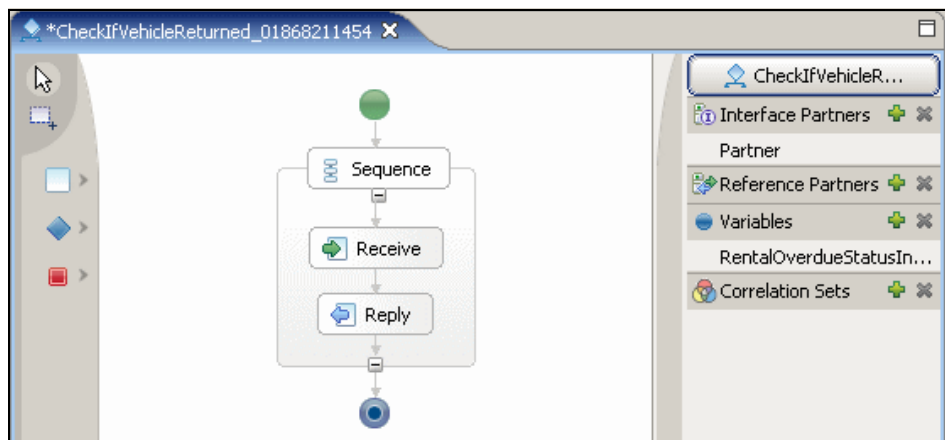 *CheckIfVehicleReturned_01868211454
CheckIfVehicleR...
Interface Partners
Partner
Reference Partners
Variables
RentalOverdueStatusIn...
Correlation Sets
Sequence
Receive
Reply